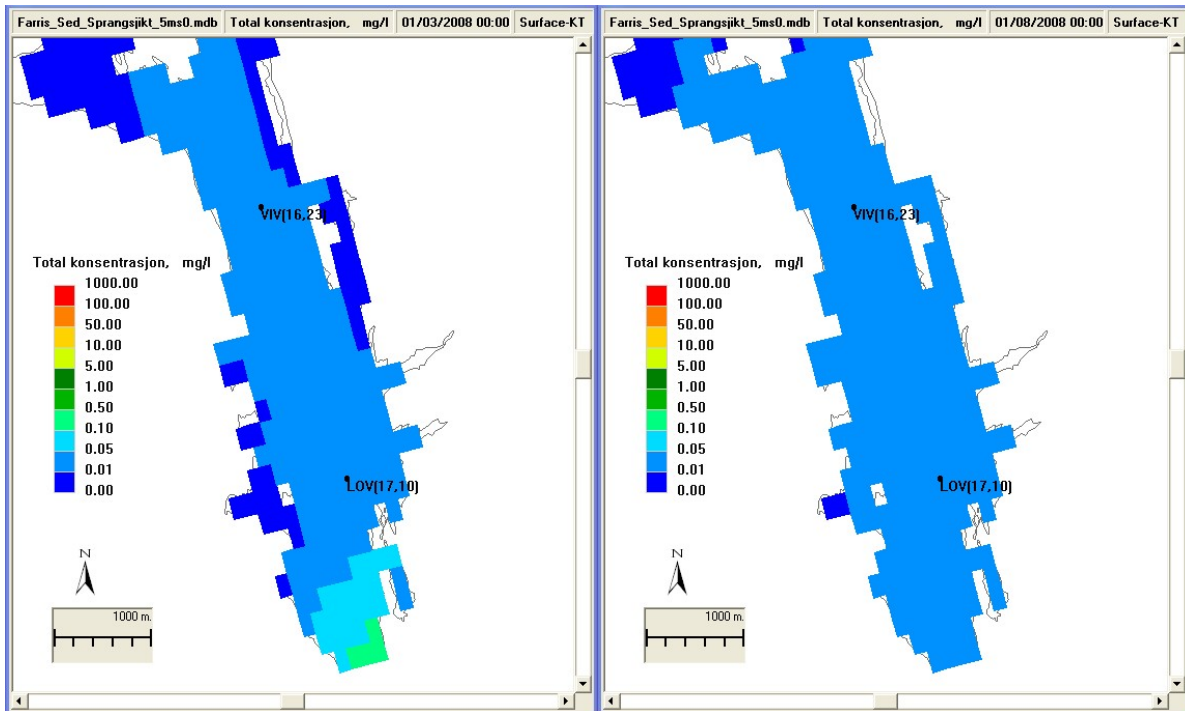 Farris_Sed_Sprangsjikt_5ms0.mdb Total konsentrasjon, mg/l 01/03/2008 00:00 Surface-KT
VIV(16,23)
Total konsentrasjon, mg/l
1000.00
100.00
50.00
10.00
5.00
1.00
0.50
0.10
0.05
0.01
0.00
LOV(17,10)
N
1000 m.
Farris_Sed_Sprangsjikt_5ms0.mdb Total konsentrasjon, mg/l 01/08/2008 00:00 Surface-KT
VIV(16,23)
Total konsentrasjon, mg/l
1000.00
100.00
50.00
10.00
5.00
1.00
0.50
0.10
0.05
0.01
0.00
LOV(17,10)
N
1000 m.